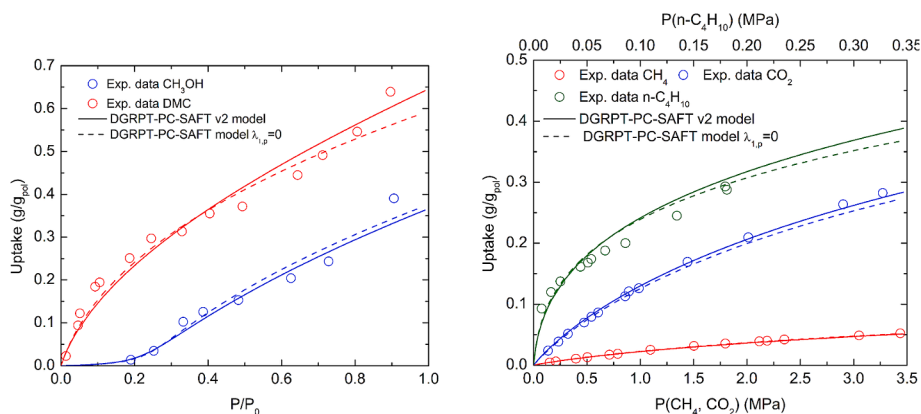 0.7
0.6
0.5
0.4
0.3
0.2
0.1
0.0
0.0
0.2
0.4
0.6
0.8
1.0
Uptake (g/g_pol)
P/P₀
Exp. data CH₃OH
Exp. data DMC
DGRPT-PC-SAFT v2 model
DGRPT-PC-SAFT model λ₁,ₚ=0
P(n-C₄H₁₀) (MPa)
0.00 0.05 0.10 0.15 0.20 0.25 0.30 0.35
0.5
0.4
0.3
0.2
0.1
0.0
0.0 0.5 1.0 1.5 2.0 2.5 3.0 3.5
Uptake (g/g_pol)
P(CH₄, CO₂) (MPa)
Exp. data CH₄ Exp. data CO₂
Exp. data n-C₄H₁₀
DGRPT-PC-SAFT v2 model
DGRPT-PC-SAFT model λ₁,ₚ=0